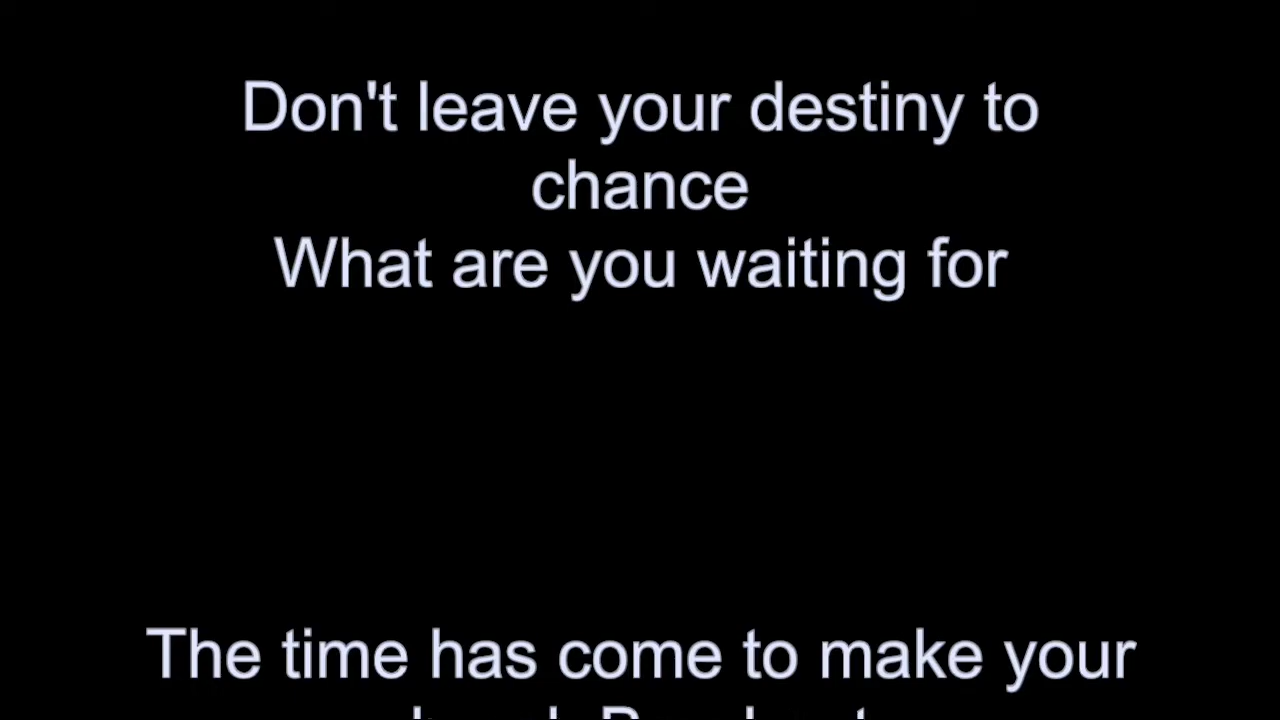 Don't leave your destiny to
chance
What are you waiting for
The time has come to make your